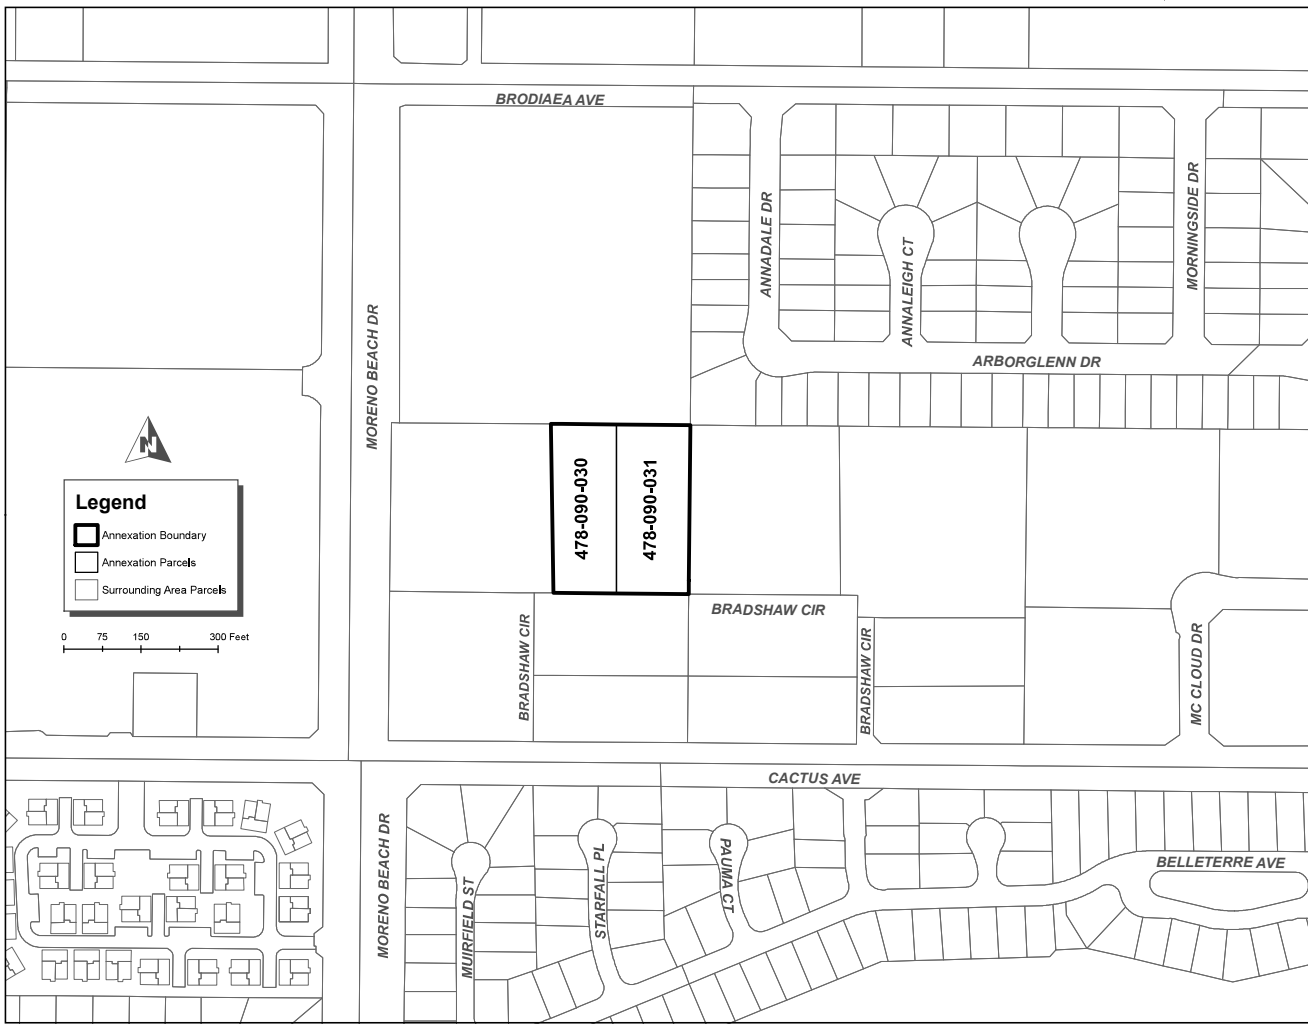 BRODIAEA AVE
ANNADALE DR
ANNALEIGH CT
MORNINGSIDE DR
MORENO BEACH DR
ARBORGLENN DR
N
Legend
Annexation Boundary
Annexation Parcels
Surrounding Area Parcels
0 75 150 300 Feet
478-090-030
478-090-031
BRADSHAW CIR
BRADSHAW CIR
BRADSHAW CIR
MC CLOUD DR
CACTUS AVE
MORENO BEACH DR
MUIRFIELD ST
STARFALL PL
PAUMA CT
BELLETERRE AVE